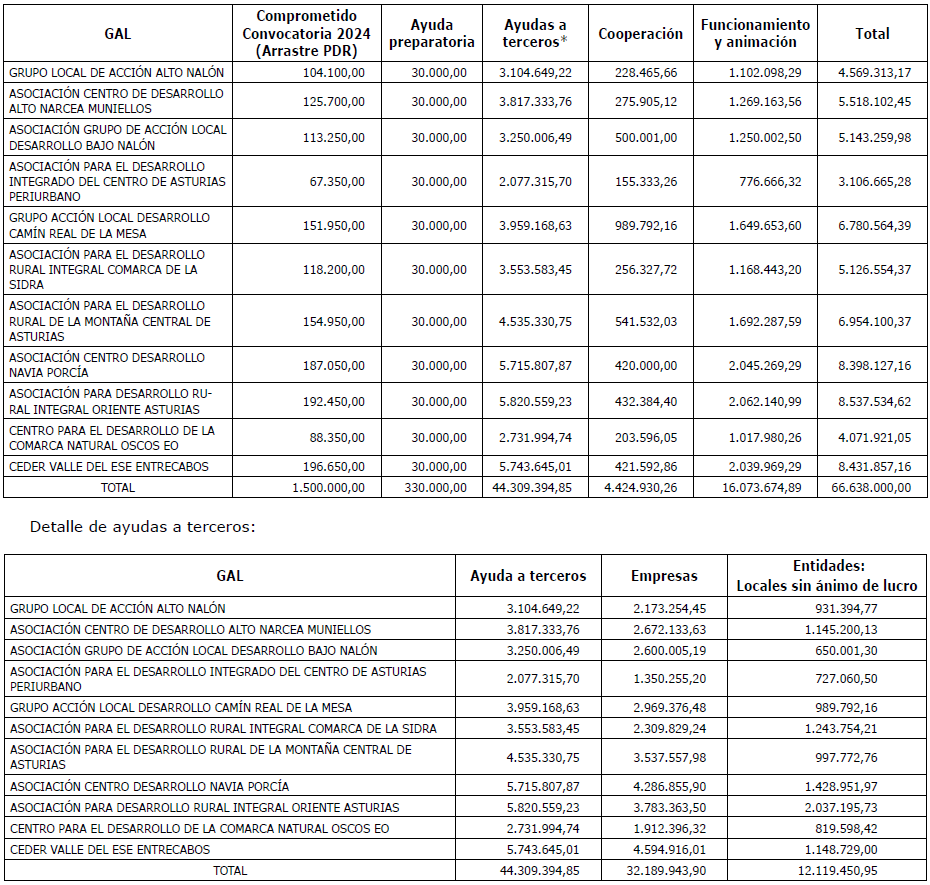 GAL Comprometido Convocatoria 2024 (Arrastre PDR) Ayuda preparatoria Ayudas a terceros* Cooperación Funcionamiento y animación Total
GRUPO LOCAL DE ACCIÓN ALTO NALÓN 104.100,00 30.000,00 3.104.649,22 228.465,66 1.102.098,29 4.569.313,17
ASOCIACIÓN CENTRO DE DESARROLLO
ALTO NARCEA MUNIELLOS 125.700,00 30.000,00 3.817.333,76 275.905,12 1.269.163,56 5.518.102,45
ASOCIACIÓN GRUPO DE ACCIÓN LOCAL
DESARROLLO BAJO NALÓN 113.250,00 30.000,00 3.250.006,49 500.001,00 1.250.002,50 5.143.259,98
ASOCIACIÓN PARA EL DESARROLLO
INTEGRADO DEL CENTRO DE ASTURIAS
PERIURBANO 67.350,00 30.000,00 2.077.315,70 155.333,26 776.666,32 3.106.665,28
GRUPO ACCIÓN LOCAL DESARROLLO
CAMÍN REAL DE LA MESA 151.950,00 30.000,00 3.959.168,63 989.792,16 1.649.653,60 6.780.564,39
ASOCIACIÓN PARA EL DESARROLLO
RURAL INTEGRAL COMARCA DE LA
SIDRA 118.200,00 30.000,00 3.553.583,45 256.327,72 1.168.443,20 5.126.554,37
ASOCIACIÓN PARA EL DESARROLLO
RURAL DE LA MONTAÑA CENTRAL DE
ASTURIAS 154.950,00 30.000,00 4.535.330,75 541.532,03 1.692.287,59 6.954.100,37
ASOCIACIÓN CENTRO DESARROLLO
NAVIA PORCÍA 187.050,00 30.000,00 5.715.807,87 420.000,00 2.045.269,29 8.398.127,16
ASOCIACIÓN PARA DESARROLLO RU-
RAL INTEGRAL ORIENTE ASTURIAS 192.450,00 30.000,00 5.820.559,23 432.384,40 2.062.140,99 8.537.534,62
CENTRO PARA EL DESARROLLO DE LA
COMARCA NATURAL OSCOS EO 88.350,00 30.000,00 2.731.994,74 203.596,05 1.017.980,26 4.071.921,05
CEDER VALLE DEL ESE ENTRECABOS 196.650,00 30.000,00 5.743.645,01 421.592,86 2.039.969,29 8.431.857,16
TOTAL 1.500.000,00 330.000,00 44.309.394,85 4.424.930,26 16.073.674,89 66.638.000,00
Detalle de ayudas a terceros:
GAL Ayuda a terceros Empresas Entidades: Locales sin ánimo de lucro
GRUPO LOCAL DE ACCIÓN ALTO NALÓN 3.104.649,22 2.173.254,45 931.394,77
ASOCIACIÓN CENTRO DE DESARROLLO ALTO NARCEA MUNIELLOS 3.817.333,76 2.672.133,63 1.145.200,13
ASOCIACIÓN GRUPO DE ACCIÓN LOCAL DESARROLLO BAJO NALÓN 3.250.006,49 2.600.005,19 650.001,30
ASOCIACIÓN PARA EL DESARROLLO INTEGRADO DEL CENTRO DE ASTURIAS
PERIURBANO 2.077.315,70 1.350.255,20 727.060,50
GRUPO ACCIÓN LOCAL DESARROLLO CAMÍN REAL DE LA MESA 3.959.168,63 2.969.376,48 989.792,16
ASOCIACIÓN PARA EL DESARROLLO RURAL INTEGRAL COMARCA DE LA SIDRA 3.553.583,45 2.309.829,24 1.243.754,21
ASOCIACIÓN PARA EL DESARROLLO RURAL DE LA MONTAÑA CENTRAL DE
ASTURIAS 4.535.330,75 3.537.557,98 997.772,76
ASOCIACIÓN CENTRO DESARROLLO NAVIA PORCÍA 5.715.807,87 4.286.855,90 1.428.951,97
ASOCIACIÓN PARA DESARROLLO RURAL INTEGRAL ORIENTE ASTURIAS 5.820.559,23 3.783.363,50 2.037.195,73
CENTRO PARA EL DESARROLLO DE LA COMARCA NATURAL OSCOS EO 2.731.994,74 1.912.396,32 819.598,42
CEDER VALLE DEL ESE ENTRECABOS 5.743.645,01 4.594.916,01 1.148.729,00
TOTAL 44.309.394,85 32.189.943,90 12.119.450,95